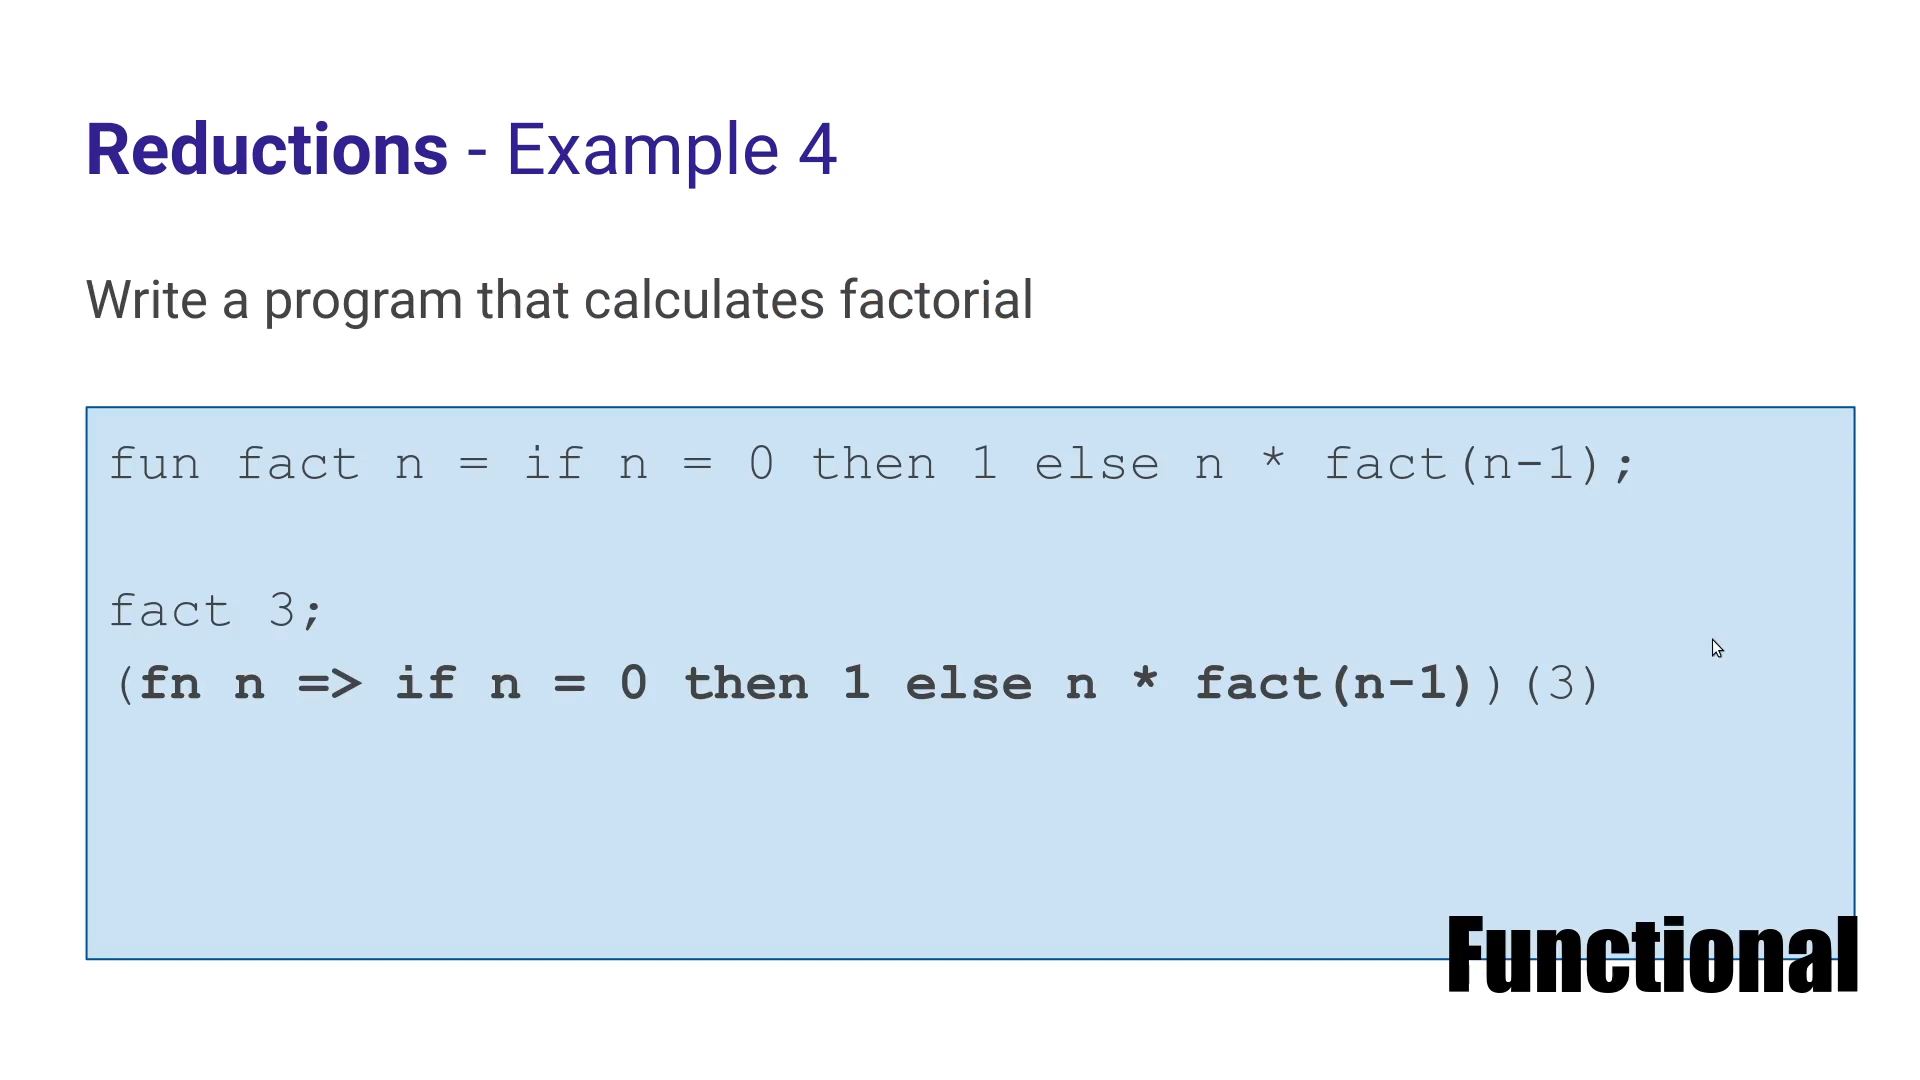 Reductions - Example 4
Write a program that calculates factorial
fun fact n = if n = 0 then 1 else n * fact(n-1);
fact 3;
(fn n => if n = 0 then 1 else n * fact(n-1))(3)
Functional